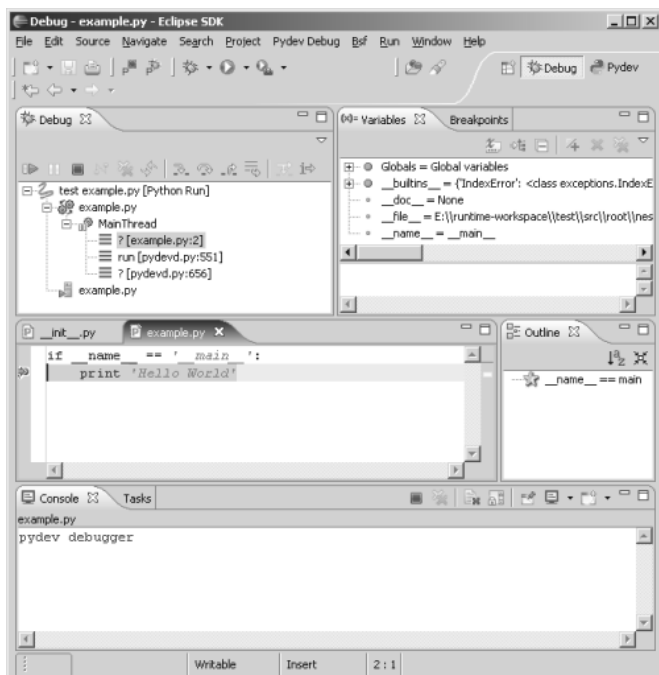 Debug - example.py - Eclipse SDK
File Edit Source Navigate Search Project Pydev Debug Bsf Run Window Help
Debug Pydev
Debug
(x)= Variables Breakpoints
test example.py [Python Run]
example.py
MainThread
? [example.py:2]
run [pydevd.py:551]
? [pydevd.py:656]
example.py
Globals = Global variables
__builtins__ = {'IndexError': <class exceptions.IndexE
__doc__ = None
__file__ = E:\\runtime-workspace\\test\\src\\root\\nes
__name__ = __main__
__init__.py example.py
if __name__ == '__main__':
print 'Hello World'
Outline
__name__ == main
Console Tasks
example.py
pydev debugger
Writable Insert 2 : 1